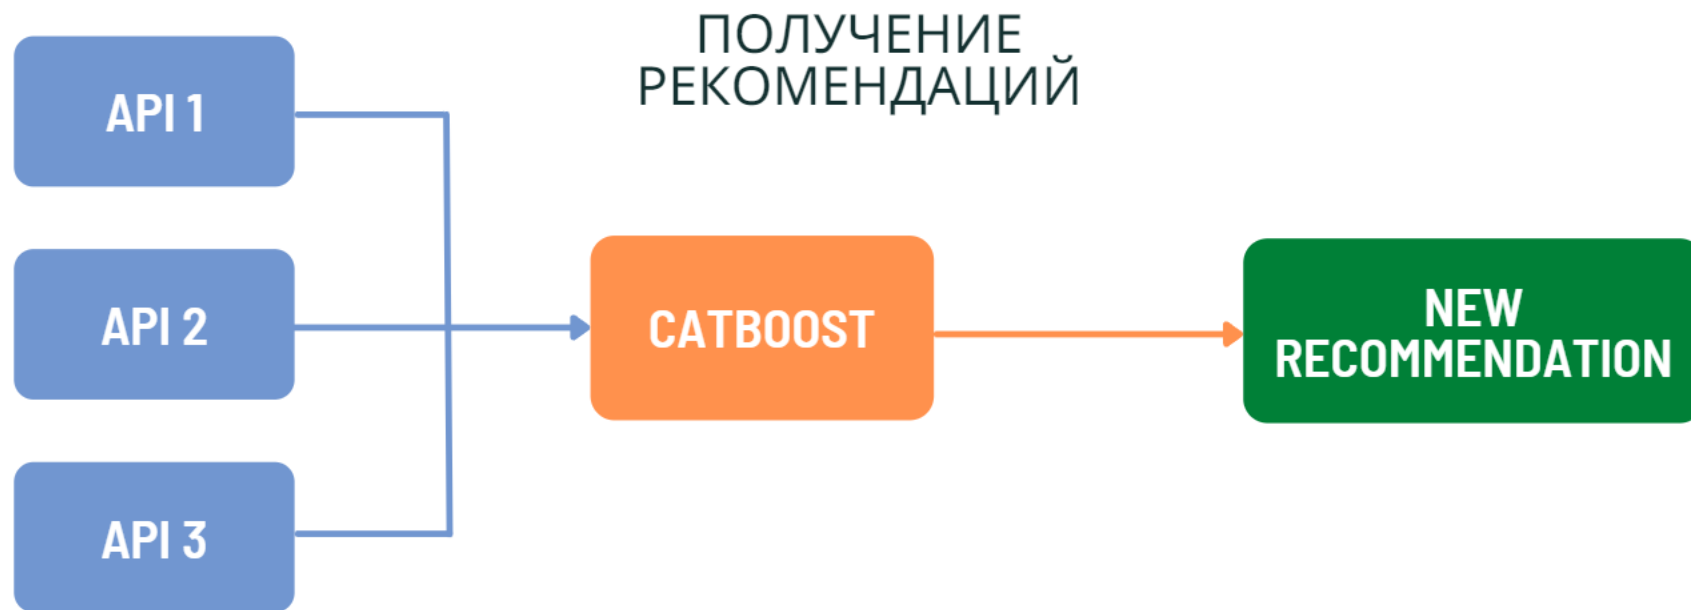 ПОЛУЧЕНИЕ
РЕКОМЕНДАЦИЙ
API 1
API 2
API 3
CATBOOST
NEW
RECOMMENDATION